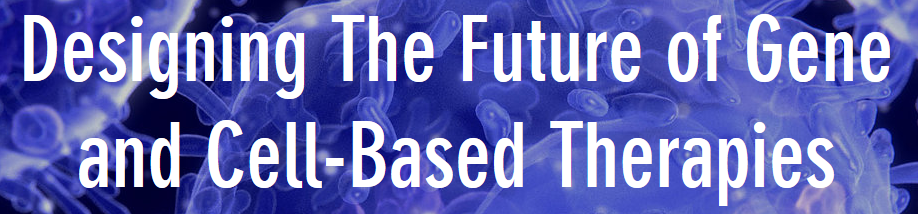 Designing The Future of Gene
and Cell-Based Therapies